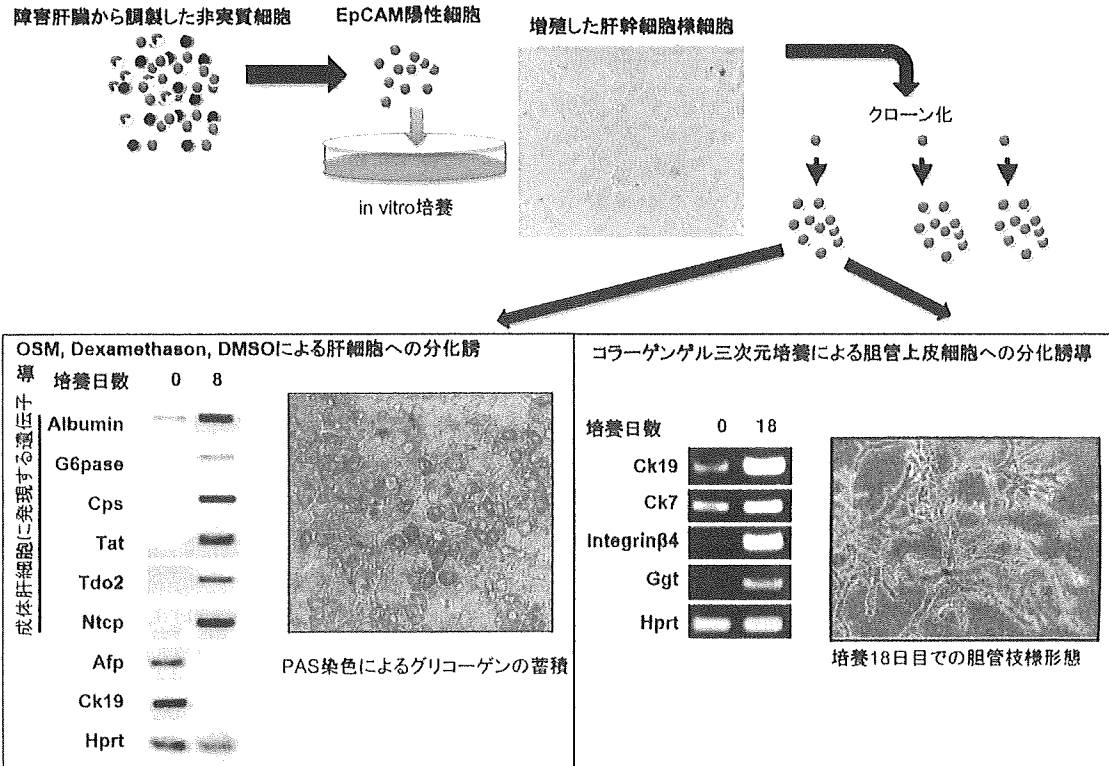 障害肝臓から調製した非実質細胞
EpCAM陽性細胞
増殖した肝幹細胞様細胞
クローン化
in vitro培養
OSM, Dexamethason, DMSOによる肝細胞への分化誘
導
培養日数 0 8
成体肝細胞に発現する遺伝子
Albumin
G6pase
Cps
Tat
Tdo2
Ntcp
Afp
Ck19
Hprt
PAS染色によるグリコーゲンの蓄積
コラーゲンゲル三次元培養による胆管上皮細胞への分化誘導
培養日数 0 18
Ck19
Ck7
Integrinβ4
Ggt
Hprt
培養18日目での胆管枝様形態